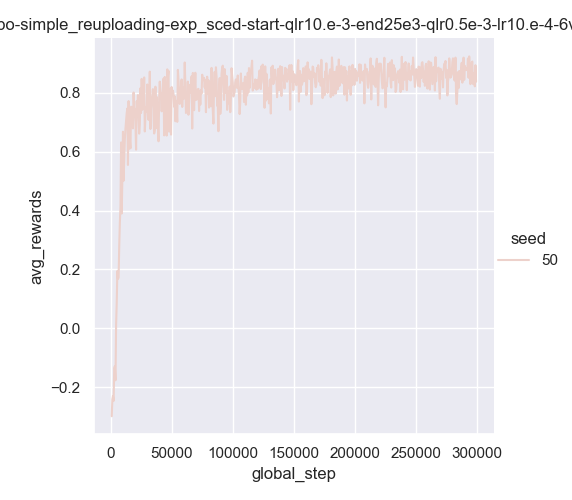 po-simple_reuploading-exp_sced-start-qlr10.e-3-end25e3-qlr0.5e-3-lr10.e-4-6v
0.8
0.6
0.4
0.2
0.0
−0.2
avg_rewards
0 50000 100000 150000 200000 250000 300000
global_step
seed
50